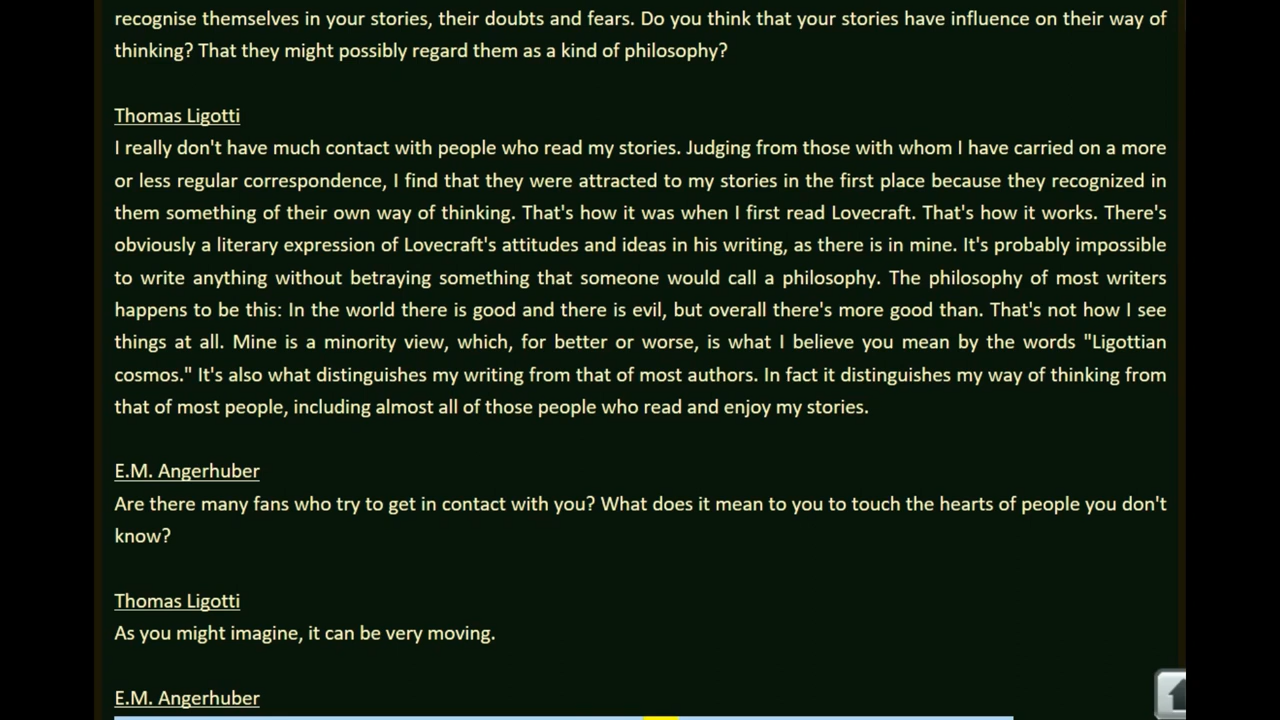 recognise themselves in your stories, their doubts and fears. Do you think that your stories have influence on their way of
thinking? That they might possibly regard them as a kind of philosophy?
Thomas Ligotti
I really don't have much contact with people who read my stories. Judging from those with whom I have carried on a more
or less regular correspondence, I find that they were attracted to my stories in the first place because they recognized in
them something of their own way of thinking. That's how it was when I first read Lovecraft. That's how it works. There's
obviously a literary expression of Lovecraft's attitudes and ideas in his writing, as there is in mine. It's probably impossible
to write anything without betraying something that someone would call a philosophy. The philosophy of most writers
happens to be this: In the world there is good and there is evil, but overall there's more good than. That's not how I see
things at all. Mine is a minority view, which, for better or worse, is what I believe you mean by the words "Ligottian
cosmos." It's also what distinguishes my writing from that of most authors. In fact it distinguishes my way of thinking from
that of most people, including almost all of those people who read and enjoy my stories.
E.M. Angerhuber
Are there many fans who try to get in contact with you? What does it mean to you to touch the hearts of people you don't
know?
Thomas Ligotti
As you might imagine, it can be very moving.
E.M. Angerhuber